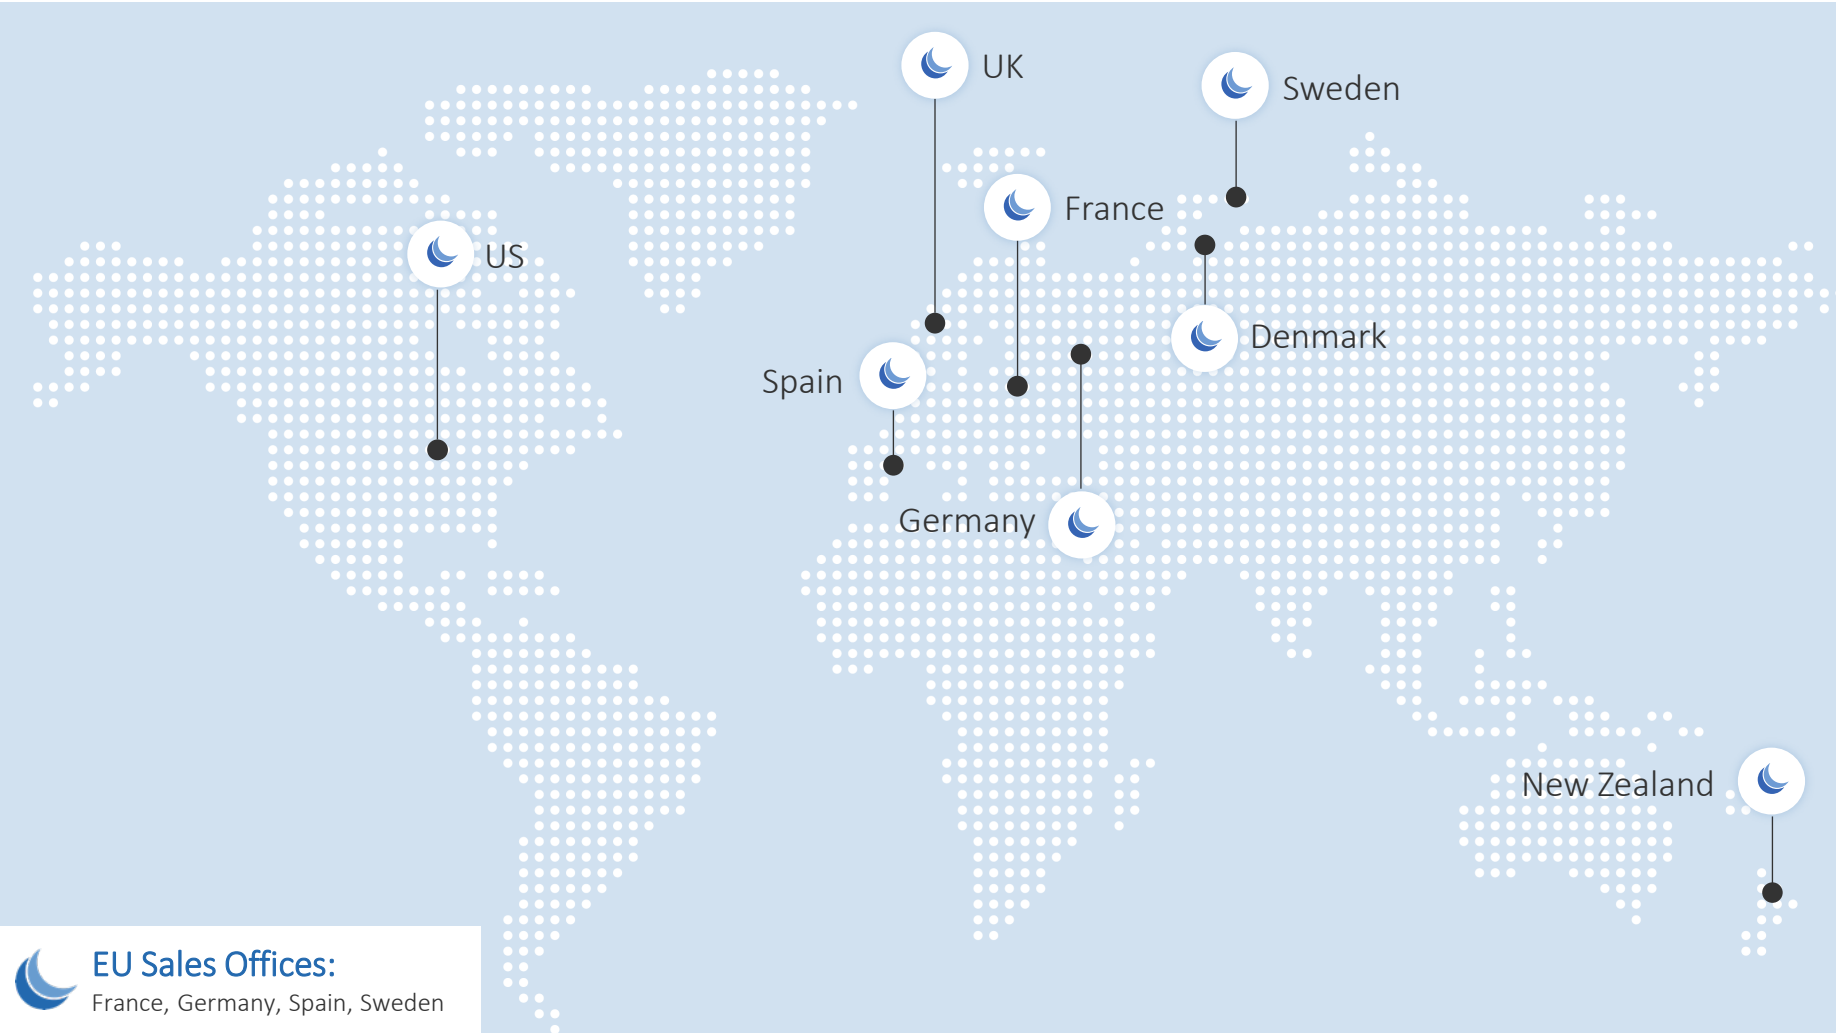 UK
Sweden
France
US
Denmark
Spain
Germany
New Zealand
EU Sales Offices:
France, Germany, Spain, Sweden